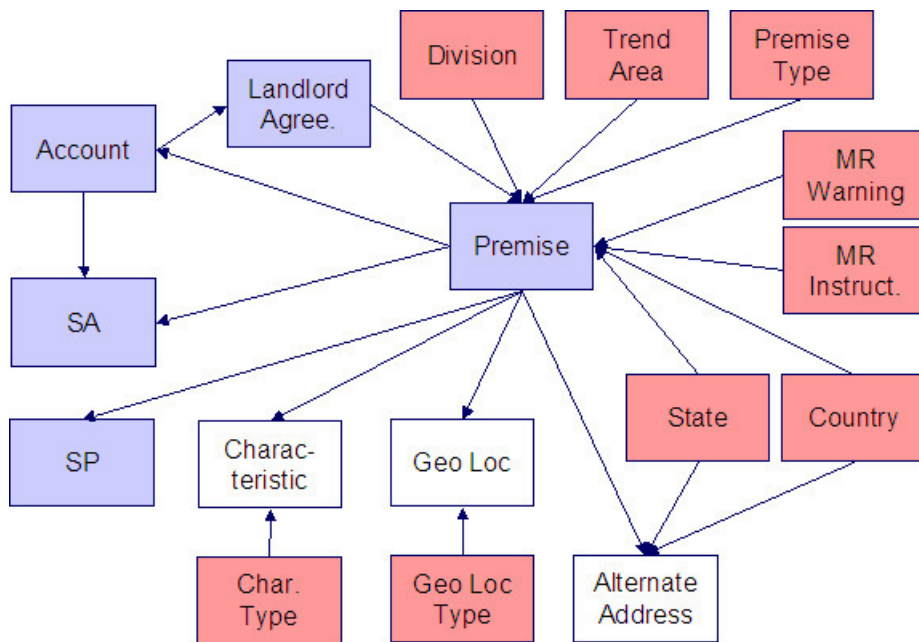 Division
Trend
Area
Premise
Type
Landlord
Agree.
Account
MR
Warning
Premise
MR
Instruct.
SA
State
Country
SP
Charac-
teristic
Geo Loc
Char.
Type
Geo Loc
Type
Alternate
Address